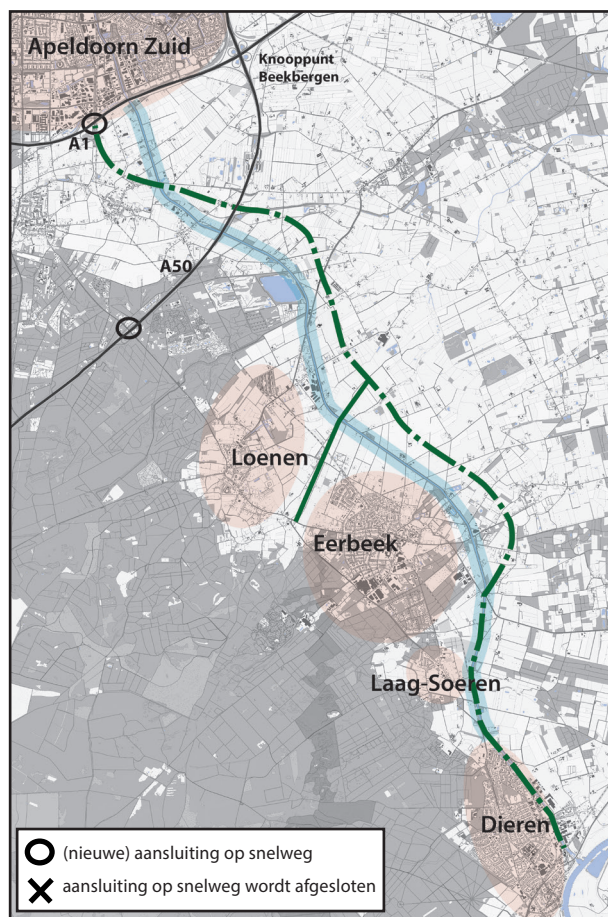 Apeldoorn Zuid
Knooppunt
Beekbergen
A1
A50
Loenen
Eerbeek
Laag-Soeren
Dieren
(nieuwe) aansluiting op snelweg
aansluiting op snelweg wordt afgesloten